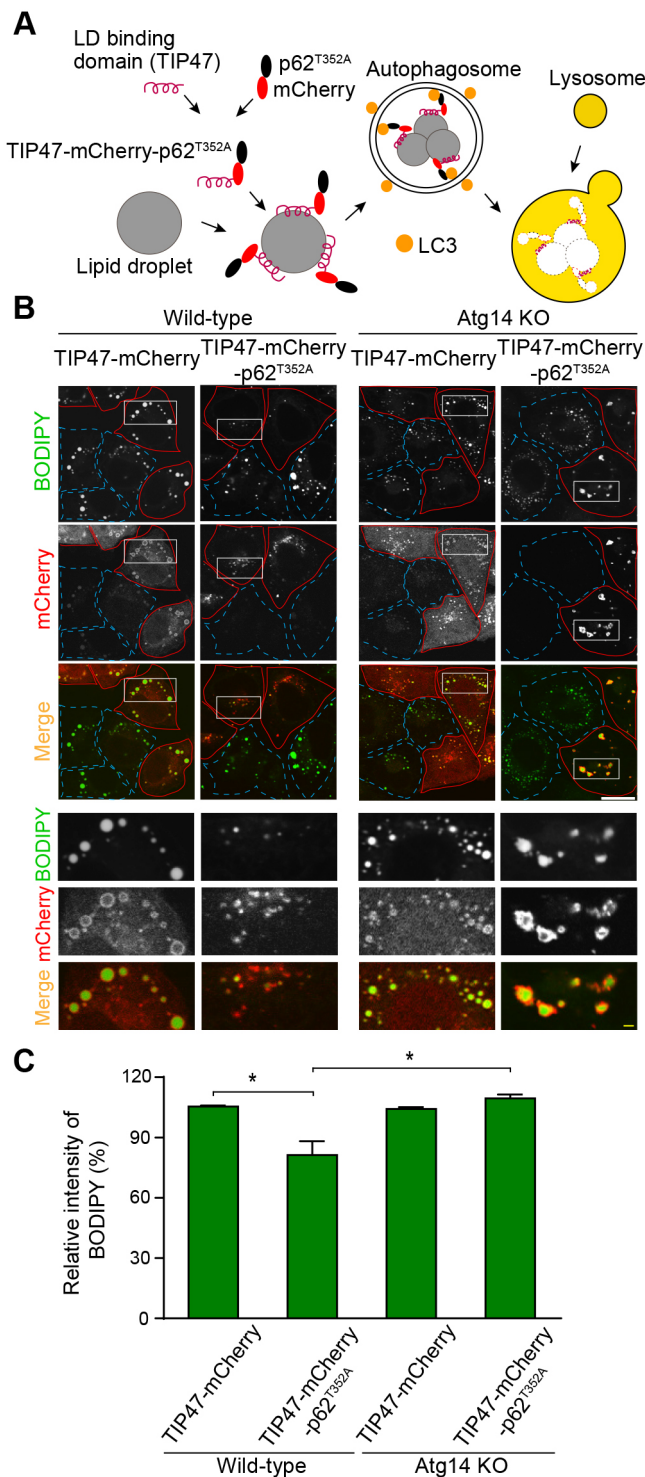 A
LD binding
domain (TIP47)
p62T352A
mCherry
TIP47-mCherry-p62T352A
Lipid droplet
Autophagosome
LC3
Lysosome
B
Wild-type
Atg14 KO
TIP47-mCherry
TIP47-mCherry
-p62T352A
TIP47-mCherry
TIP47-mCherry
-p62T352A
BODIPY
mCherry
Merge
BODIPY
mCherry
Merge
C
Relative intensity of
BODIPY (%)
120
90
60
30
0
*
*
TIP47-mCherry
TIP47-mCherry
-p62T352A
TIP47-mCherry
TIP47-mCherry
-p62T352A
Wild-type
Atg14 KO